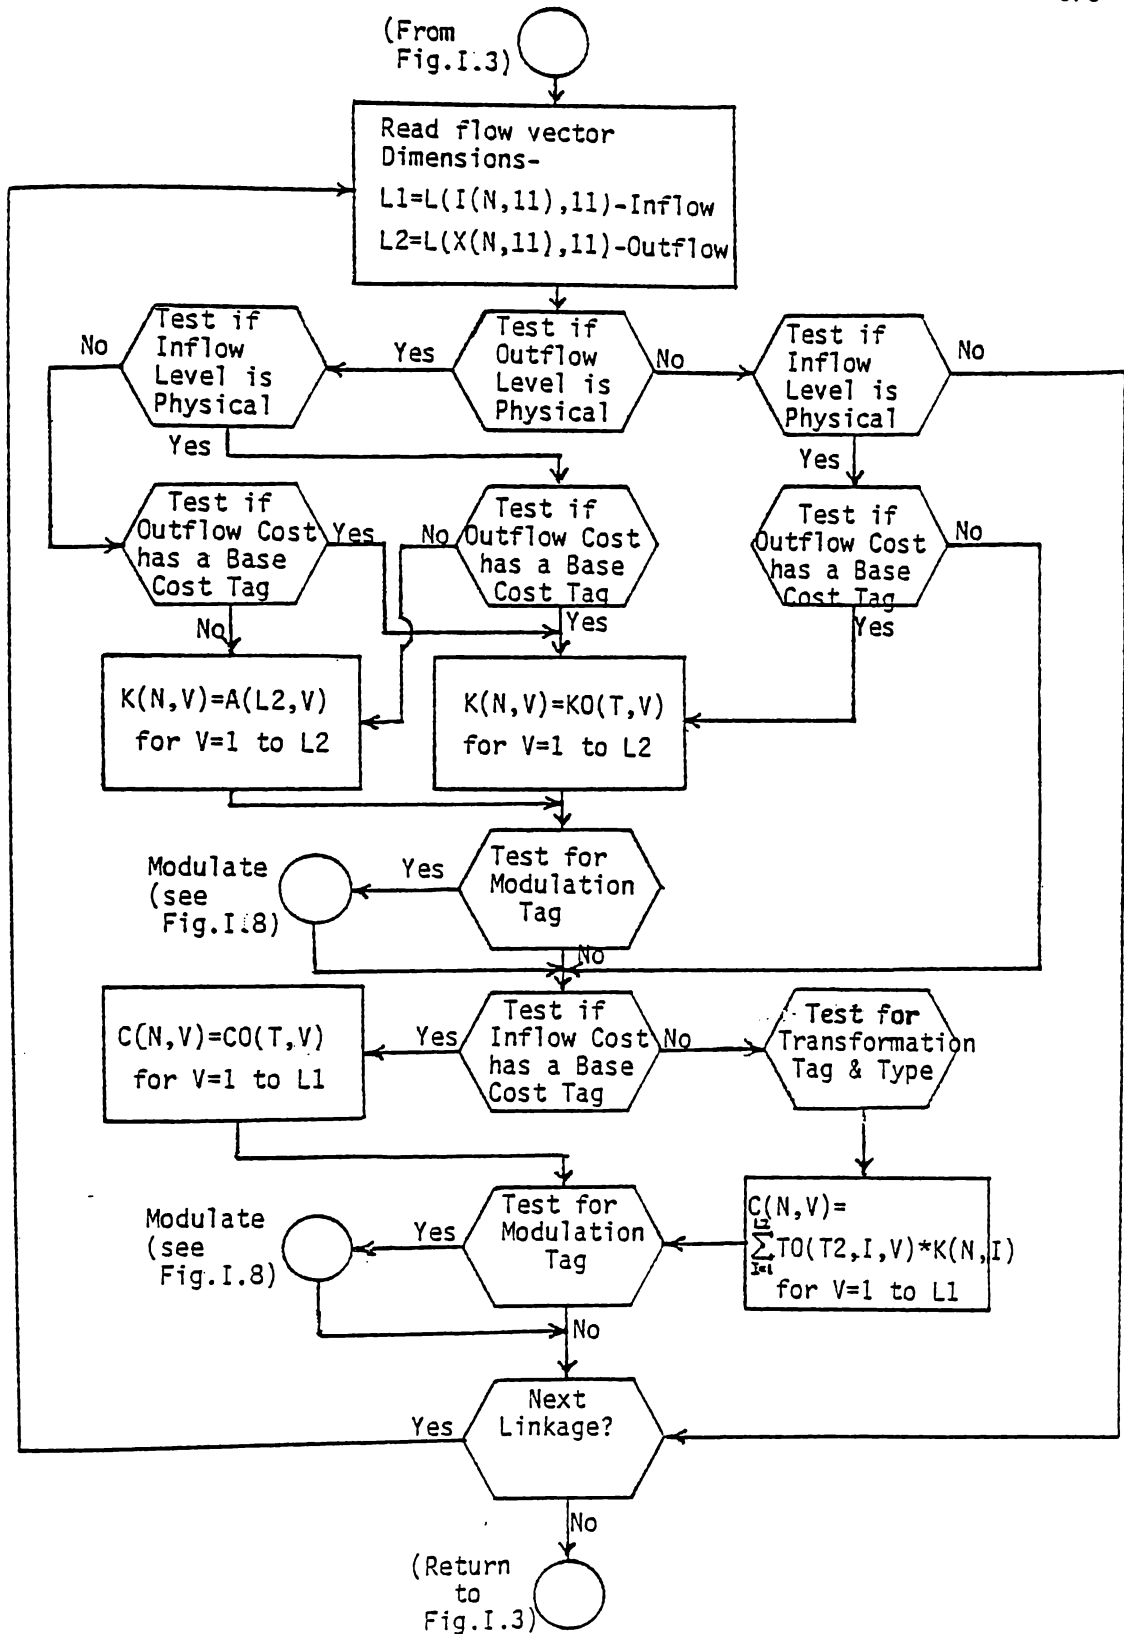 (From
Fig.I.3)
Read flow vector
Dimensions-
L1=L(I(N,11),11)-Inflow
L2=L(X(N,11),11)-Outflow
Test if
Inflow
Level is
Physical
No
Yes
Test if
Outflow
Level is
Physical
Yes
No
Test if
Inflow
Level is
Physical
No
Yes
Test if
Outflow Cost
has a Base
Cost Tag
Yes
No
Test if
Outflow Cost
has a Base
Cost Tag
No
Yes
Test if
Outflow Cost
has a Base
Cost Tag
No
Yes
K(N,V)=A(L2,V)
for V=1 to L2
K(N,V)=KO(T,V)
for V=1 to L2
Modulate
(see
Fig.I.8)
Yes
Test for
Modulation
Tag
No
C(N,V)=CO(T,V)
for V=1 to L1
Yes
Test if
Inflow Cost
has a Base
Cost Tag
No
Test for
Transformation
Tag & Type
Modulate
(see
Fig.I.8)
Yes
Test for
Modulation
Tag
No
C(N,V)=
L2
∑TO(T2,I,V)*K(N,I)
I=1
for V=1 to L1
Yes
Next
Linkage?
No
(Return
to
Fig.I.3)